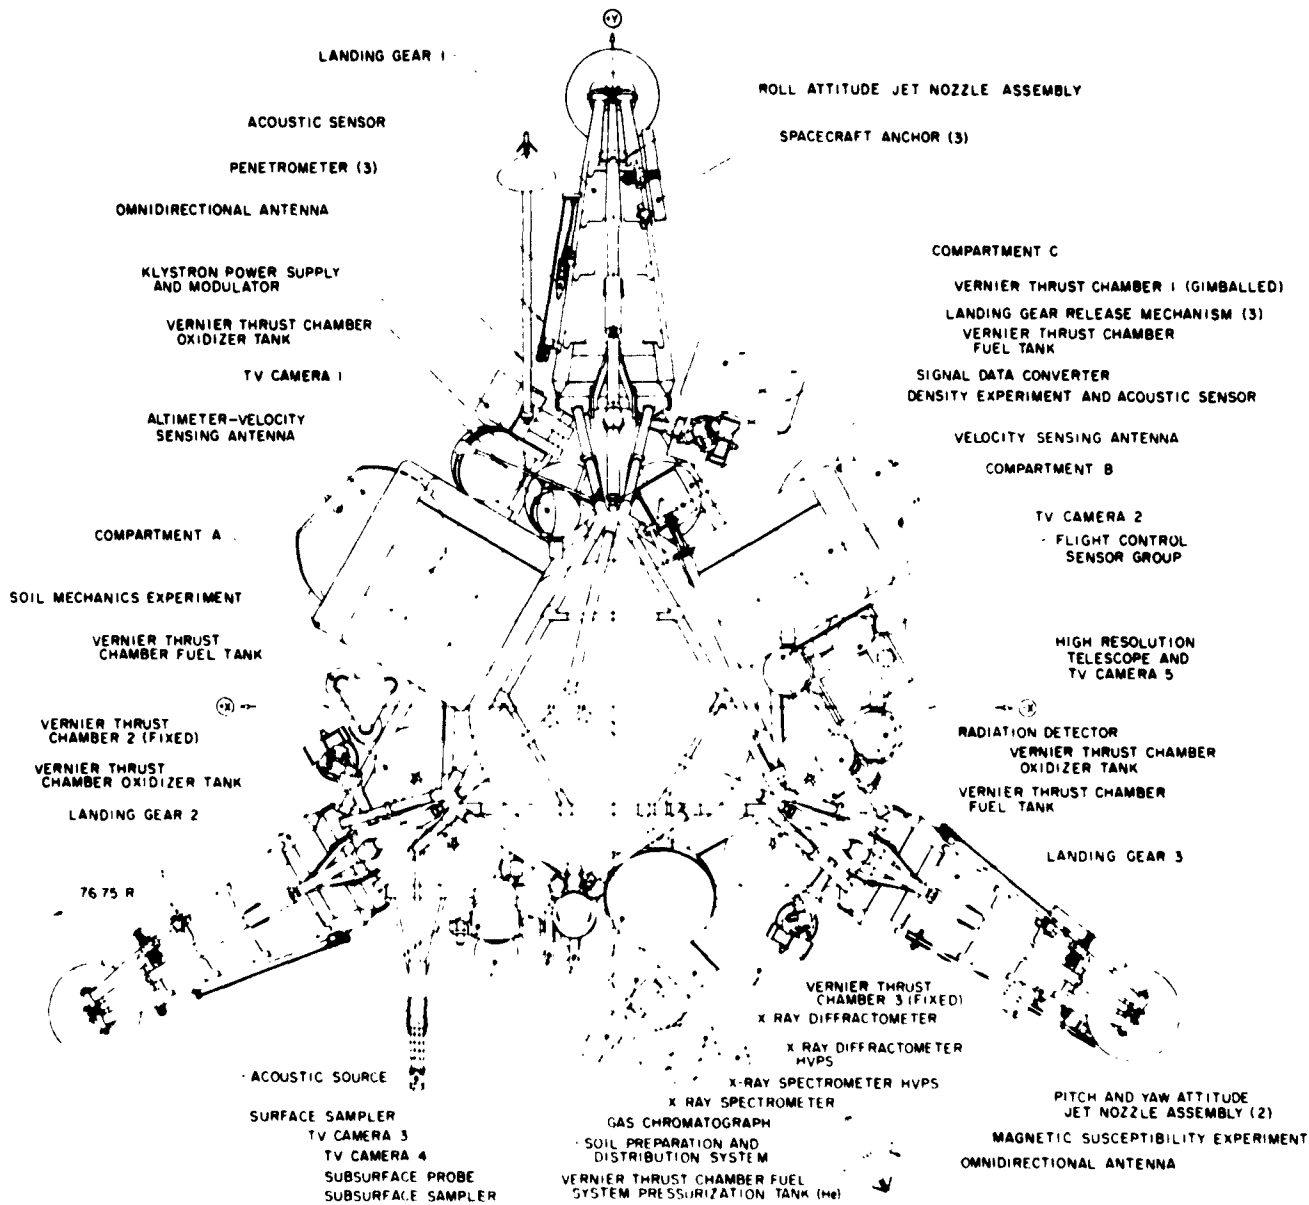 +Y
LANDING GEAR 1
ACOUSTIC SENSOR
PENETROMETER (3)
OMNIDIRECTIONAL ANTENNA
KLYSTRON POWER SUPPLY
AND MODULATOR
VERNIER THRUST CHAMBER
OXIDIZER TANK
TV CAMERA 1
ALTIMETER-VELOCITY
SENSING ANTENNA
COMPARTMENT A
SOIL MECHANICS EXPERIMENT
VERNIER THRUST
CHAMBER FUEL TANK
+X
VERNIER THRUST
CHAMBER 2 (FIXED)
VERNIER THRUST
CHAMBER OXIDIZER TANK
LANDING GEAR 2
7675 R
ROLL ATTITUDE JET NOZZLE ASSEMBLY
SPACECRAFT ANCHOR (3)
COMPARTMENT C
VERNIER THRUST CHAMBER 1 (GIMBALLED)
LANDING GEAR RELEASE MECHANISM (3)
VERNIER THRUST CHAMBER
FUEL TANK
SIGNAL DATA CONVERTER
DENSITY EXPERIMENT AND ACOUSTIC SENSOR
VELOCITY SENSING ANTENNA
COMPARTMENT B
TV CAMERA 2
FLIGHT CONTROL
SENSOR GROUP
HIGH RESOLUTION
TELESCOPE AND
TV CAMERA 5
X
RADIATION DETECTOR
VERNIER THRUST CHAMBER
OXIDIZER TANK
VERNIER THRUST CHAMBER
FUEL TANK
LANDING GEAR 3
ACOUSTIC SOURCE
SURFACE SAMPLER
TV CAMERA 3
TV CAMERA 4
SUBSURFACE PROBE
SUBSURFACE SAMPLER
VERNIER THRUST
CHAMBER 3 (FIXED)
X RAY DIFFRACTOMETER
X RAY DIFFRACTOMETER
HVPS
X-RAY SPECTROMETER HVPS
X RAY SPECTROMETER
GAS CHROMATOGRAPH
SOIL PREPARATION AND
DISTRIBUTION SYSTEM
VERNIER THRUST CHAMBER FUEL
SYSTEM PRESSURIZATION TANK (He)
PITCH AND YAW ATTITUDE
JET NOZZLE ASSEMBLY (2)
MAGNETIC SUSCEPTIBILITY EXPERIMENT
OMNIDIRECTIONAL ANTENNA